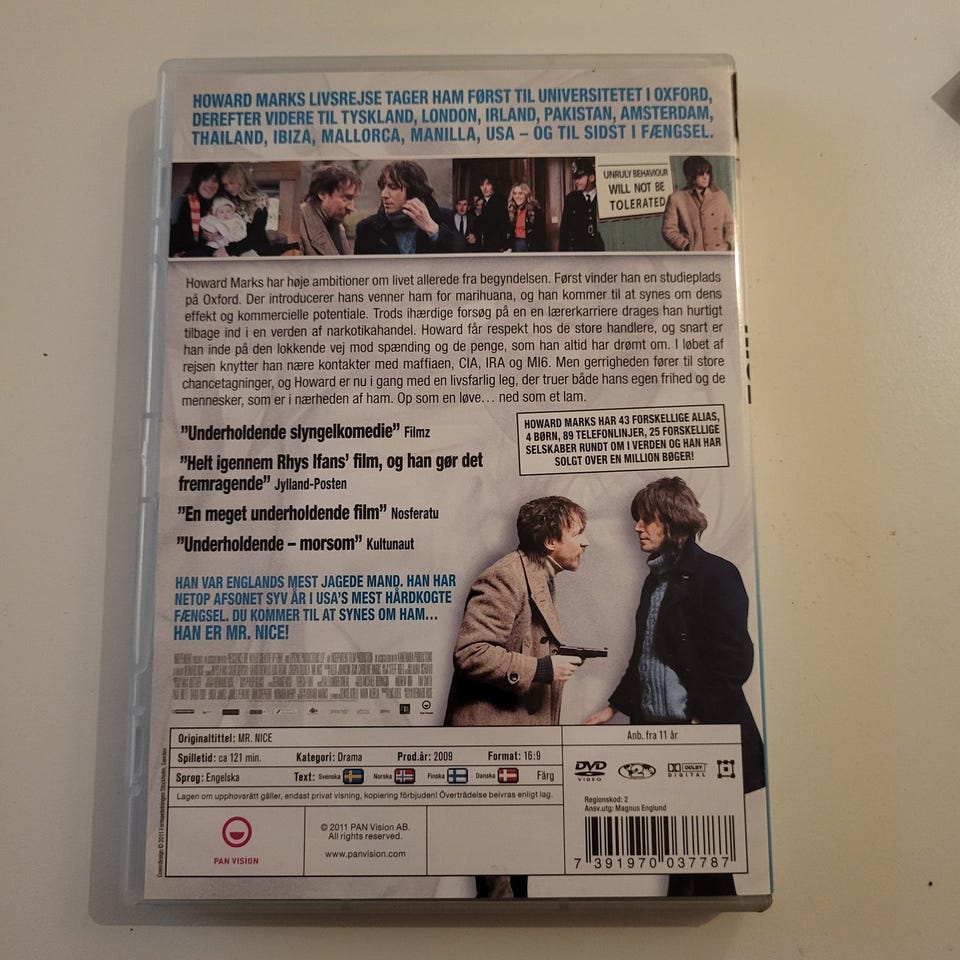 HOWARD MARKS LIVSREJSE TAGER HAM FØRST TIL UNIVERSITETET I OXFORD,
DEREFTER VIDERE TIL TYSKLAND, LONDON, IRLAND, PAKISTAN, AMSTERDAM,
THAILAND, IBIZA, MALLORCA, MANILLA, USA – OG TIL SIDST I FÆNGSEL.
UNRULY BEHAVIOUR
WILL NOT BE
TOLERATED
Howard Marks har høje ambitioner om livet allerede fra begyndelsen. Først vinder han en studieplads
på Oxford. Der introducerer hans venner ham for marihuana, og han kommer til at synes om dens
effekt og kommercielle potentiale. Trods ihærdige forsøg på en en lærerkarriere drages han hurtigt
tilbage ind i en verden af narkotikahandel. Howard får respekt hos de store handlere, og snart er
han inde på den lokkende vej mod spænding og de penge, som han altid har drømt om. I løbet af
rejsen knytter han nære kontakter med maffiaen, CIA, IRA og MI6. Men gerrigheden fører til store
chancetagninger, og Howard er nu i gang med en livsfarlig leg, der truer både hans egen frihed og de
mennesker, som er i nærheden af ham. Op som en løve... ned som et lam.
"Underholdende slyngelkomedie" Filmz
"Helt igennem Rhys Ifans' film, og han gør det
fremragende" Jylland-Posten
"En meget underholdende film" Nosferatu
"Underholdende – morsom" Kultunaut
HOWARD MARKS HAR 43 FORSKELLIGE ALIAS,
4 BØRN, 89 TELEFONLINJER, 25 FORSKELLIGE
SELSKABER RUNDT OM I VERDEN OG HAN HAR
SOLGT OVER EN MILLION BØGER!
HAN VAR ENGLANDS MEST JAGEDE MAND. HAN HAR
NETOP AFSONET SYV ÅR I USA'S MEST HÅRDKOGTE
FÆNGSEL. DU KOMMER TIL AT SYNES OM HAM...
HAN ER MR. NICE!
Originaltittel: MR. NICE
Anb. fra 11 år
Spilletid: ca 121 min. Kategori: Drama Prod.år: 2009 Format: 16:9
Sprog: Engelska Text: Svenska Norska Finska Danska Färg
Lagen om upphovsrätt gäller, endast privat visning, kopiering förbjuden! Överträdelse beivras enligt lag.
DVD
VIDEO
2
DOLBY
DIGITAL
Regionskod: 2
Ansv.utg: Magnus Englund
PAN VISION
© 2011 PAN Vision AB.
All rights reserved.
www.panvision.com
7 391970 037787